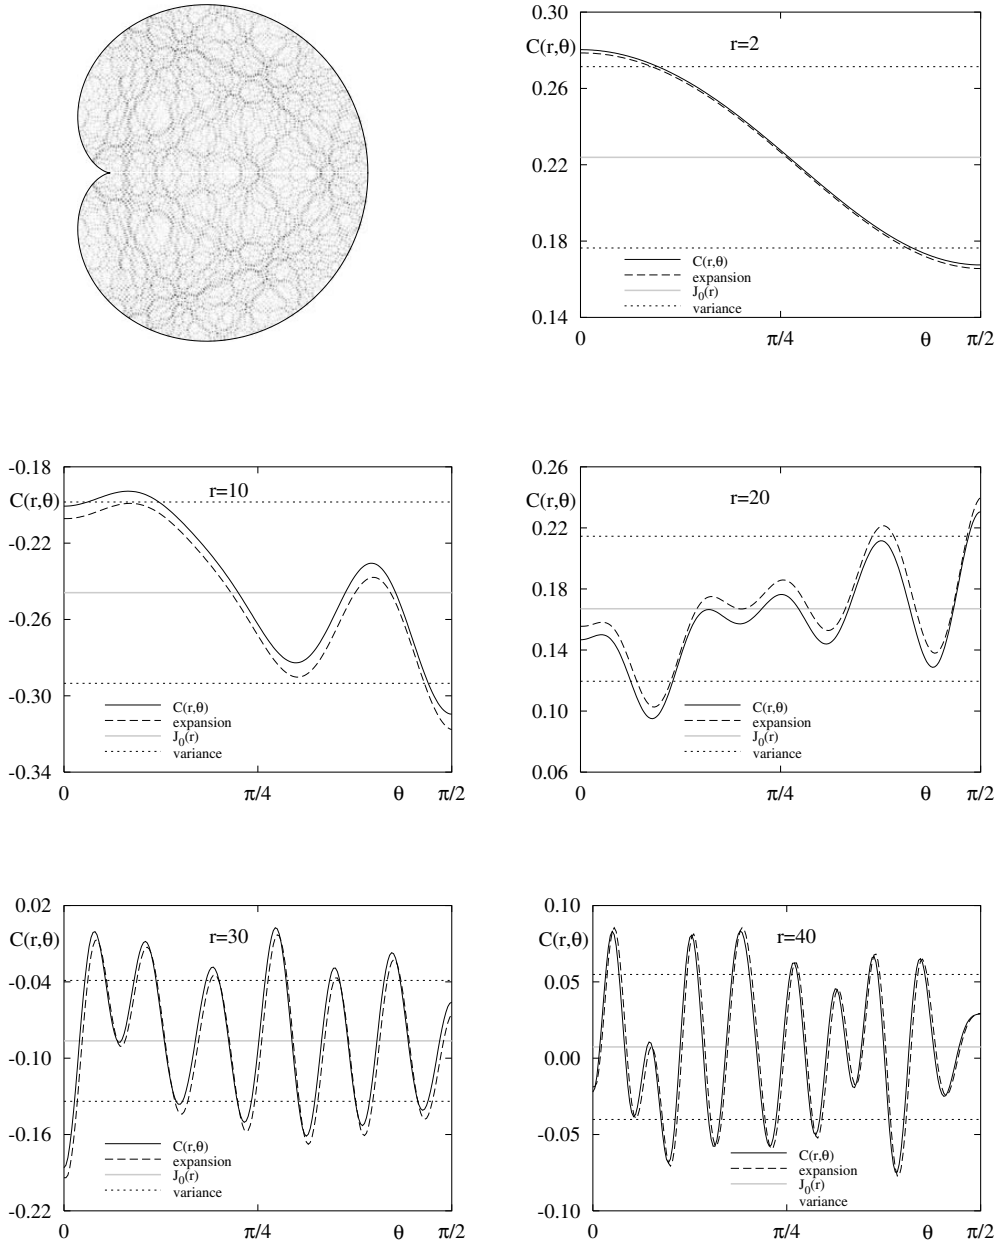 0.30
C(r,θ)
r=2
0.26
0.22
0.18
C(r,θ)
expansion
J0(r)
variance
0.14
0
π/4
θ
π/2
-0.18
C(r,θ)
r=10
-0.22
-0.26
-0.30
C(r,θ)
expansion
J0(r)
variance
-0.34
0
π/4
θ
π/2
0.26
C(r,θ)
r=20
0.22
0.18
0.14
0.10
C(r,θ)
expansion
J0(r)
variance
0.06
0
π/4
θ
π/2
0.02
C(r,θ)
r=30
-0.04
-0.10
-0.16
C(r,θ)
expansion
J0(r)
variance
-0.22
0
π/4
θ
π/2
0.10
C(r,θ)
r=40
0.05
0.00
-0.05
C(r,θ)
expansion
J0(r)
variance
-0.10
0
π/4
θ
π/2